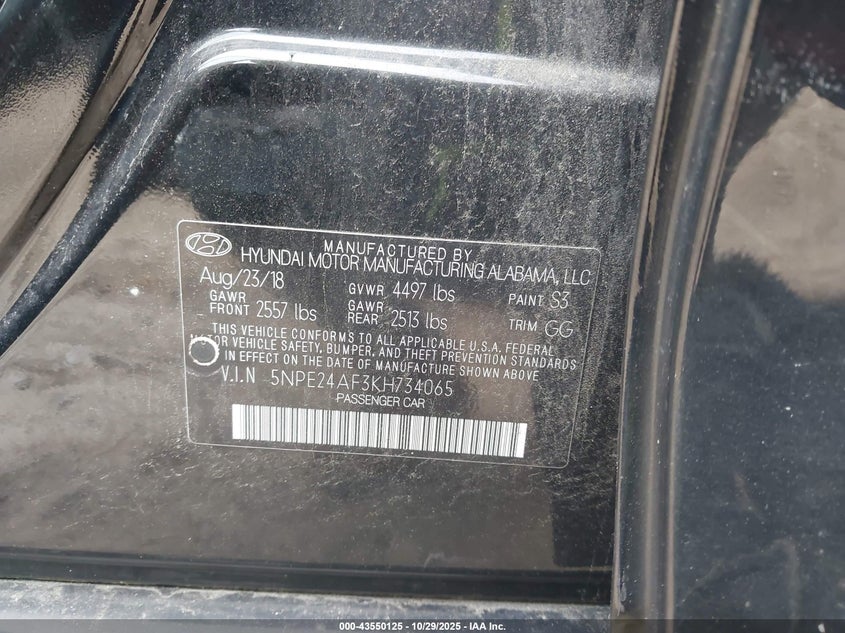 MANUFACTURED BY
HYUNDAI MOTOR MANUFACTURING ALABAMA, LLC
Aug/23/18 GVWR 4497 lbs PAINT S3
GAWR FRONT 2557 lbs GAWR REAR 2513 lbs TRIM GG
THIS VEHICLE CONFORMS TO ALL APPLICABLE U.S.A. FEDERAL
MOTOR VEHICLE SAFETY, BUMPER, AND THEFT PREVENTION STANDARDS
IN EFFECT ON THE DATE OF MANUFACTURE SHOWN ABOVE
V.I.N 5NPE24AF3KH734065
PASSENGER CAR
000-43550125 - 10/29/2025 - IAA Inc.